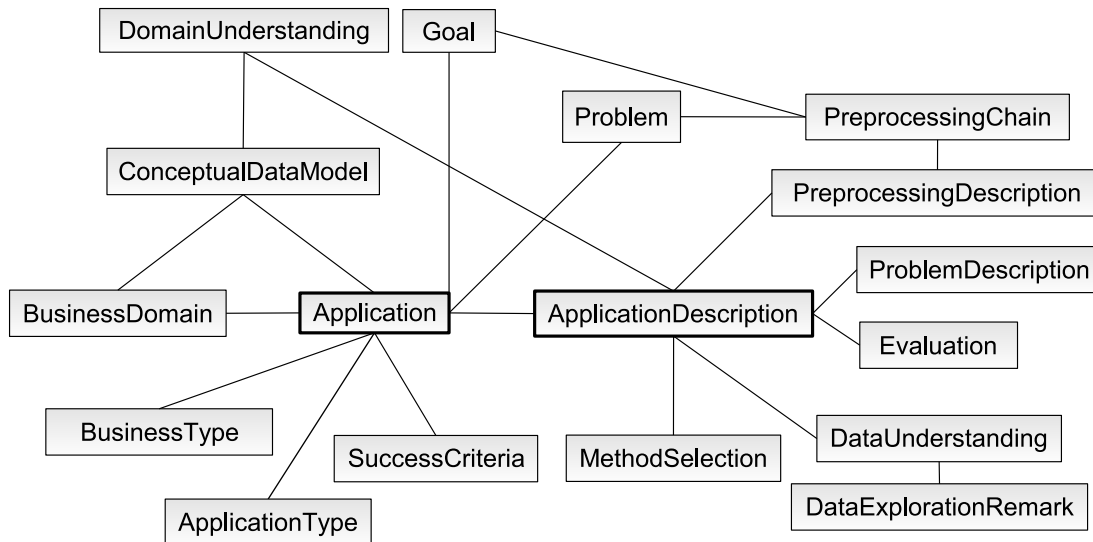 DomainUnderstanding
Goal
Problem
PreprocessingChain
ConceptualDataModel
PreprocessingDescription
ProblemDescription
BusinessDomain
Application
ApplicationDescription
Evaluation
BusinessType
SuccessCriteria
MethodSelection
DataUnderstanding
ApplicationType
DataExplorationRemark